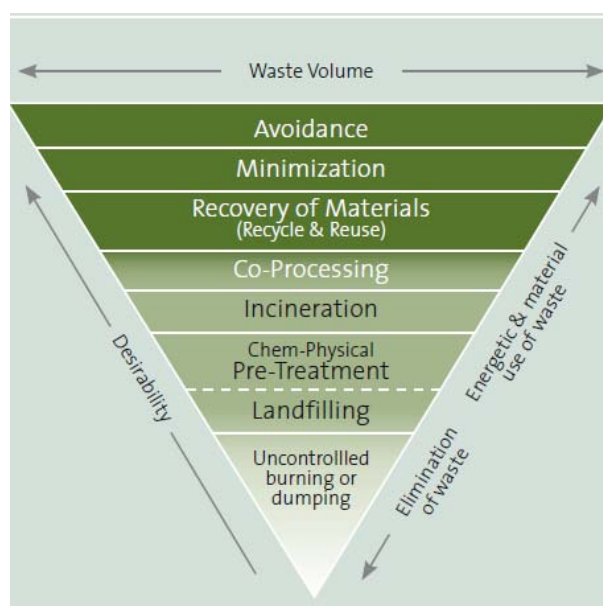 Waste Volume
Avoidance
Minimization
Recovery of Materials
(Recycle & Reuse)
Co-Processing
Incineration
Chem-Physical
Pre-Treatment
Landfilling
Uncontrollled
burning or
dumping
Desirability
Energetic & material
use of waste
Elimination
of waste